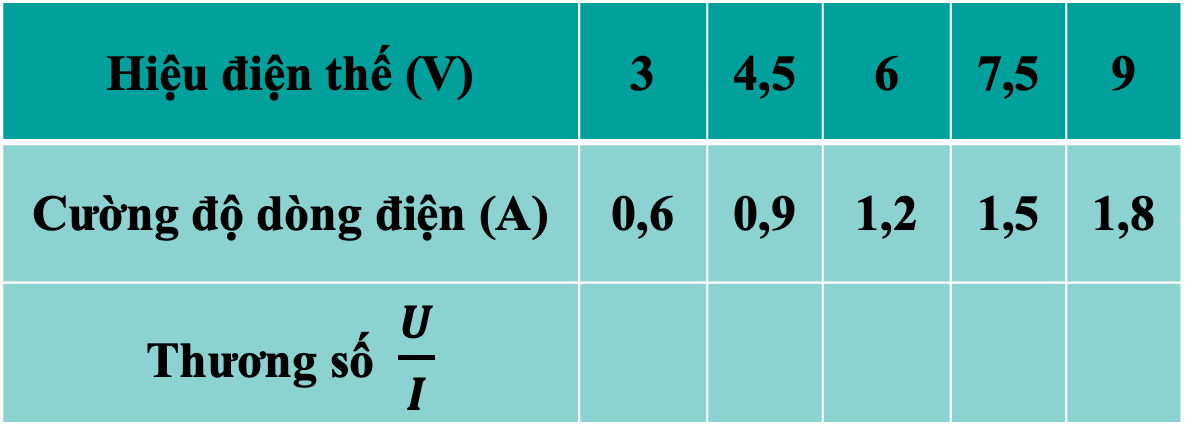 Hiệu điện thế (V) 3 4,5 6 7,5 9
Cường độ dòng điện (A) 0,6 0,9 1,2 1,5 1,8
Thương số U/I